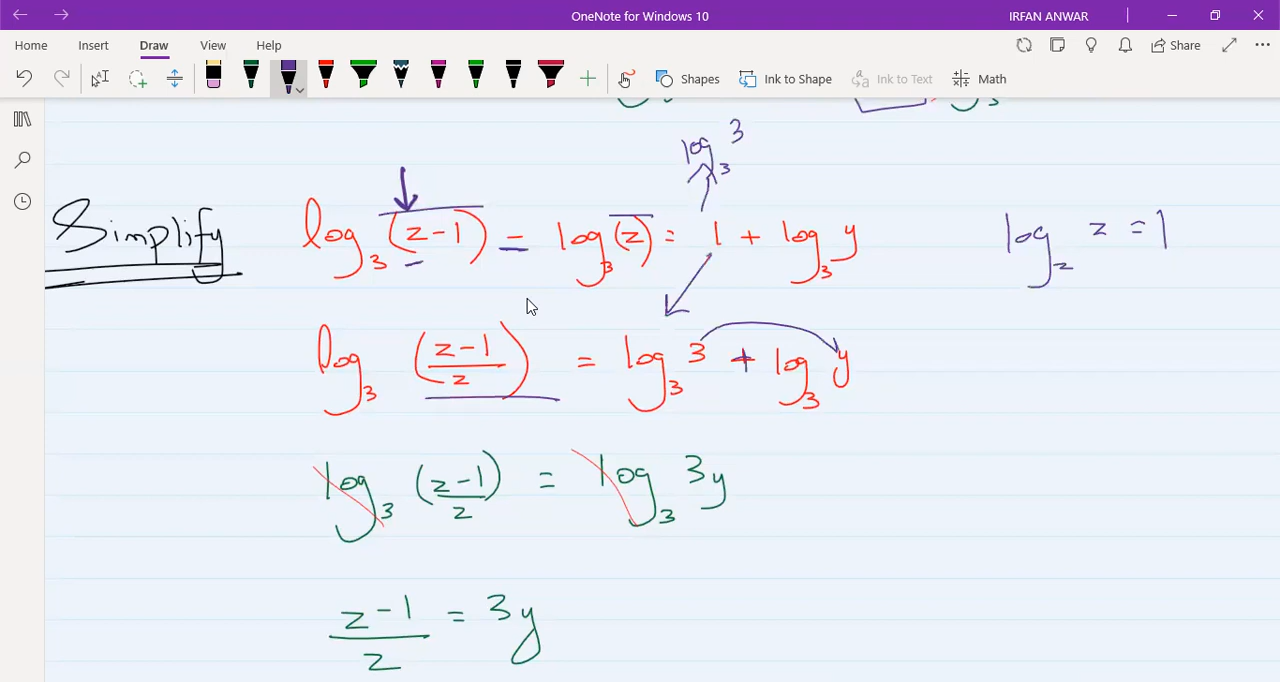 OneNote for Windows 10
IRFAN ANWAR
Home Insert Draw View Help
Share
Shapes Ink to Shape Ink to Text Math
log₃ 3
Simplify
log₃ (z-1) - log₃ (z) = 1 + log₃ y
log₂ z = 1
log₃ ((z-1)/z) = log₃ 3 + log₃ y
log₃ ((z-1)/z) = log₃ 3y
(z-1)/z = 3y